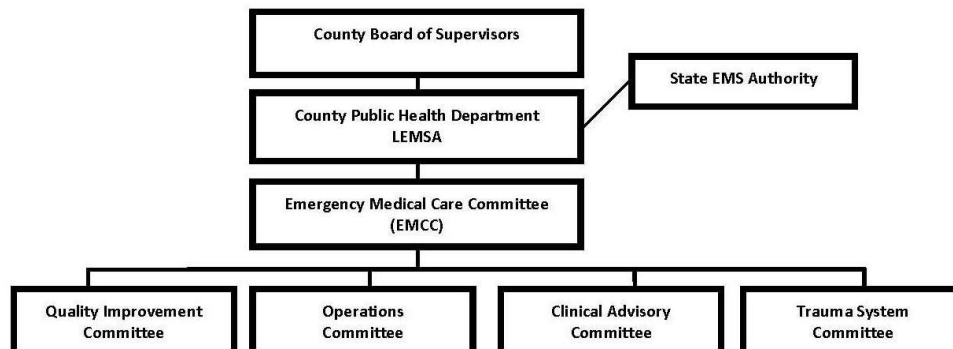 County Board of Supervisors
State EMS Authority
County Public Health Department
LEMSA
Emergency Medical Care Committee
(EMCC)
Quality Improvement
Committee
Operations
Committee
Clinical Advisory
Committee
Trauma System
Committee